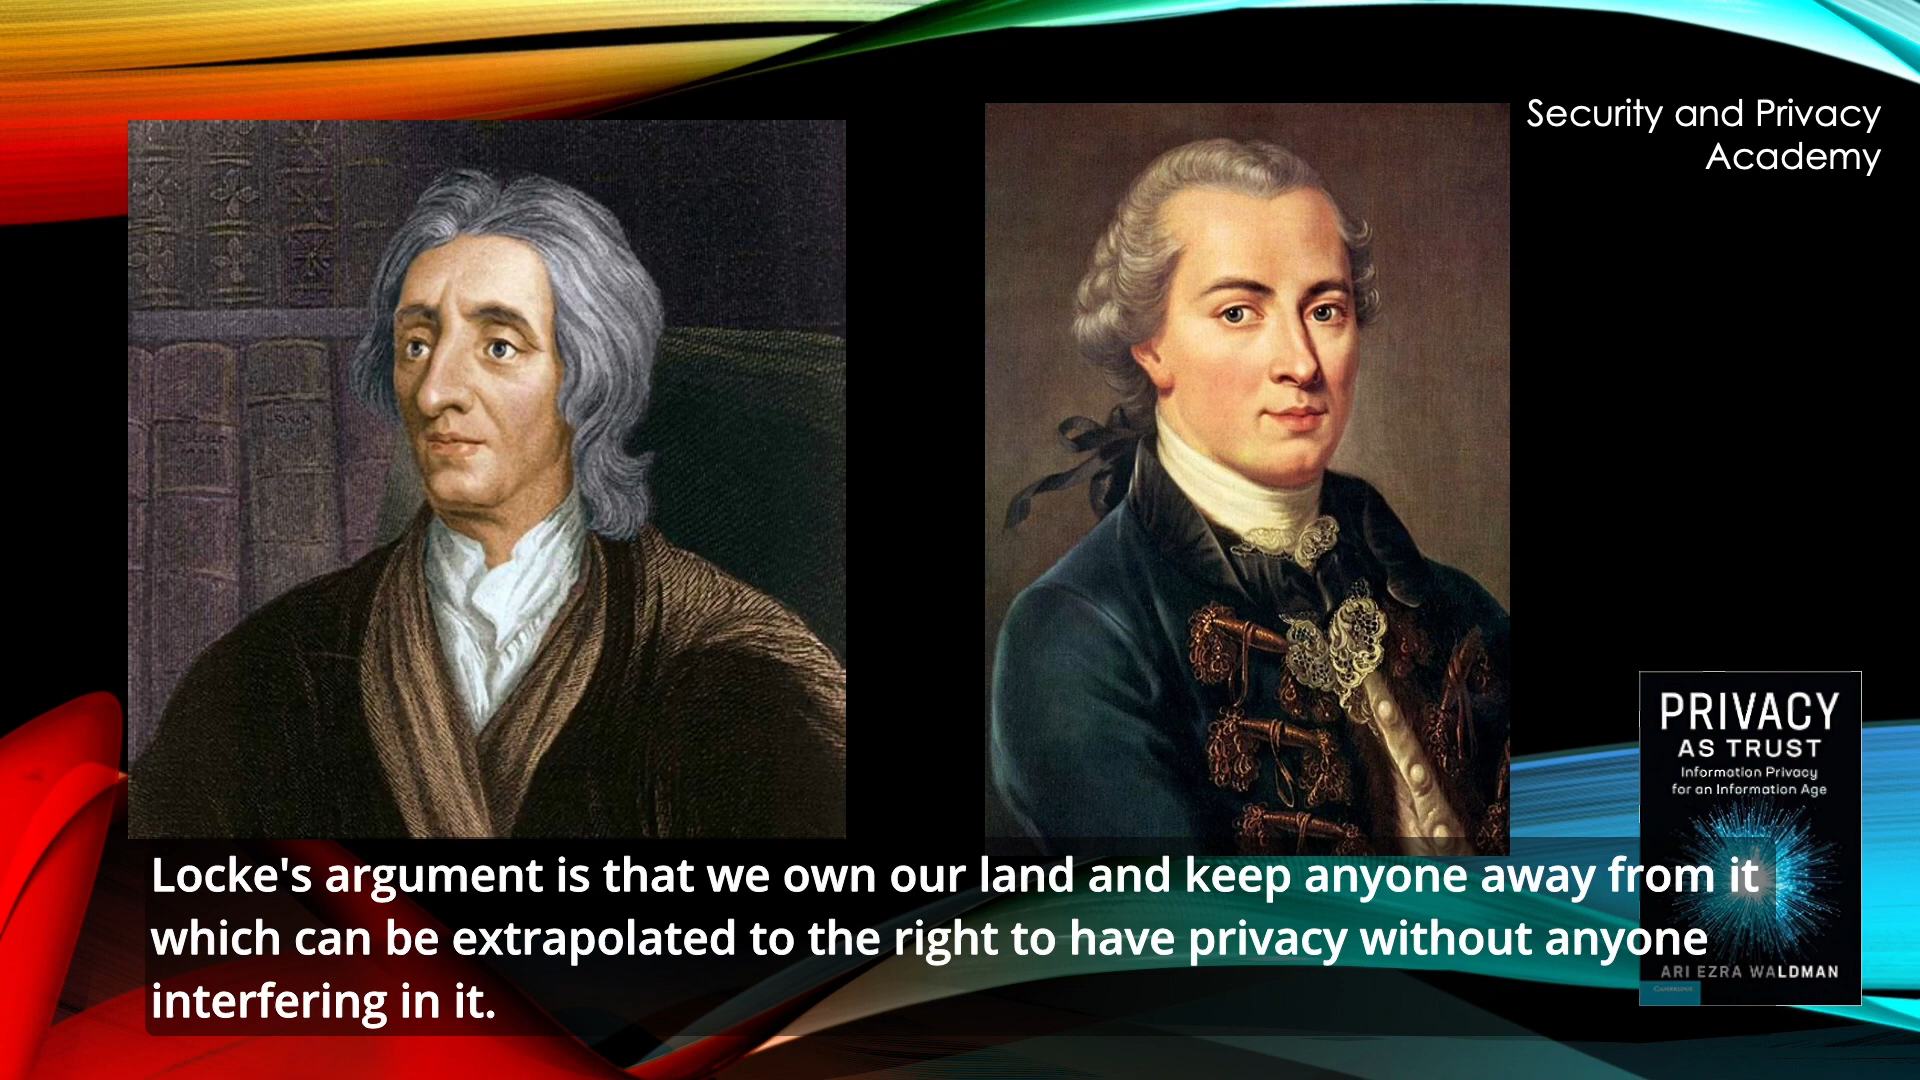 Security and Privacy
Academy
PRIVACY
AS TRUST
Information Privacy
for an Information Age
ARI EZRA WALDMAN
CAMBRIDGE
Locke's argument is that we own our land and keep anyone away from it
which can be extrapolated to the right to have privacy without anyone
interfering in it.